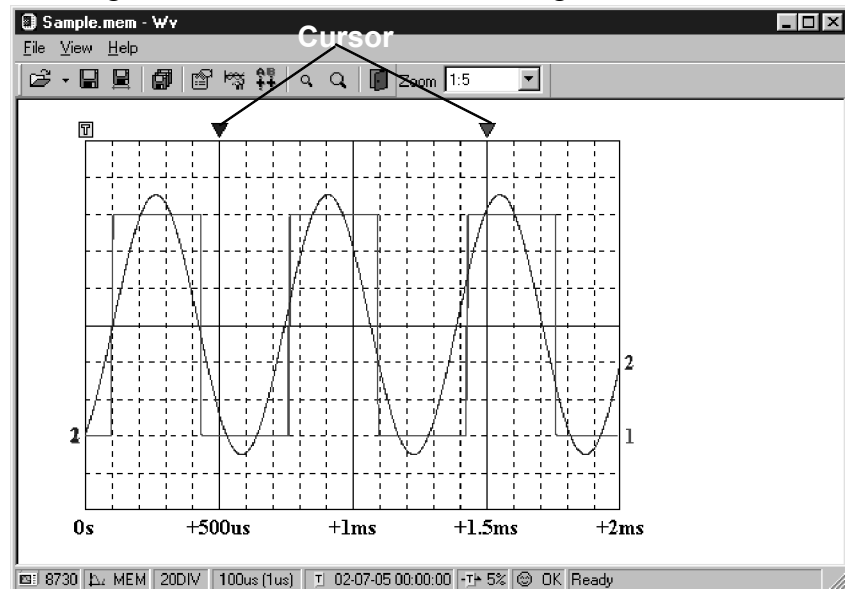 Sample.mem - Wv
Cursor
File View Help
Zoom 1:5
T
2
2 1
0s +500us +1ms +1.5ms +2ms
8730 MEM 20DIV 100us (1us) T 02-07-05 00:00:00 -T+ 5% OK Ready